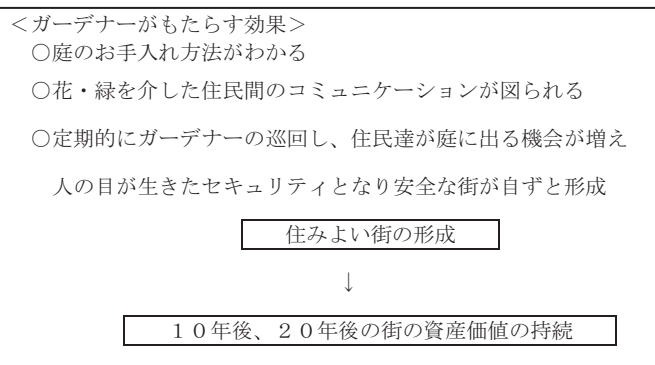 ＜ガーデナーがもたらす効果＞
○庭のお手入れ方法がわかる
○花・緑を介した住民間のコミュニケーションが図られる
○定期的にガーデナーの巡回し、住民達が庭に出る機会が増え
人の目が生きたセキュリティとなり安全な街が自ずと形成
住みよい街の形成
↓
１０年後、２０年後の街の資産価値の持続